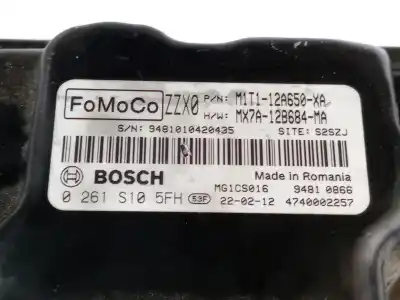 FoMoCo ZZX0 P/N: M1T1-12A650-XA
H/W: MX7A-12B684-MA
S/N: 9481010420435 SITE: S2SZJ
BOSCH Made in Romania
MG1CS016 9481 0866
0 261 S10 5FH 53F 22-02-12 4740002257